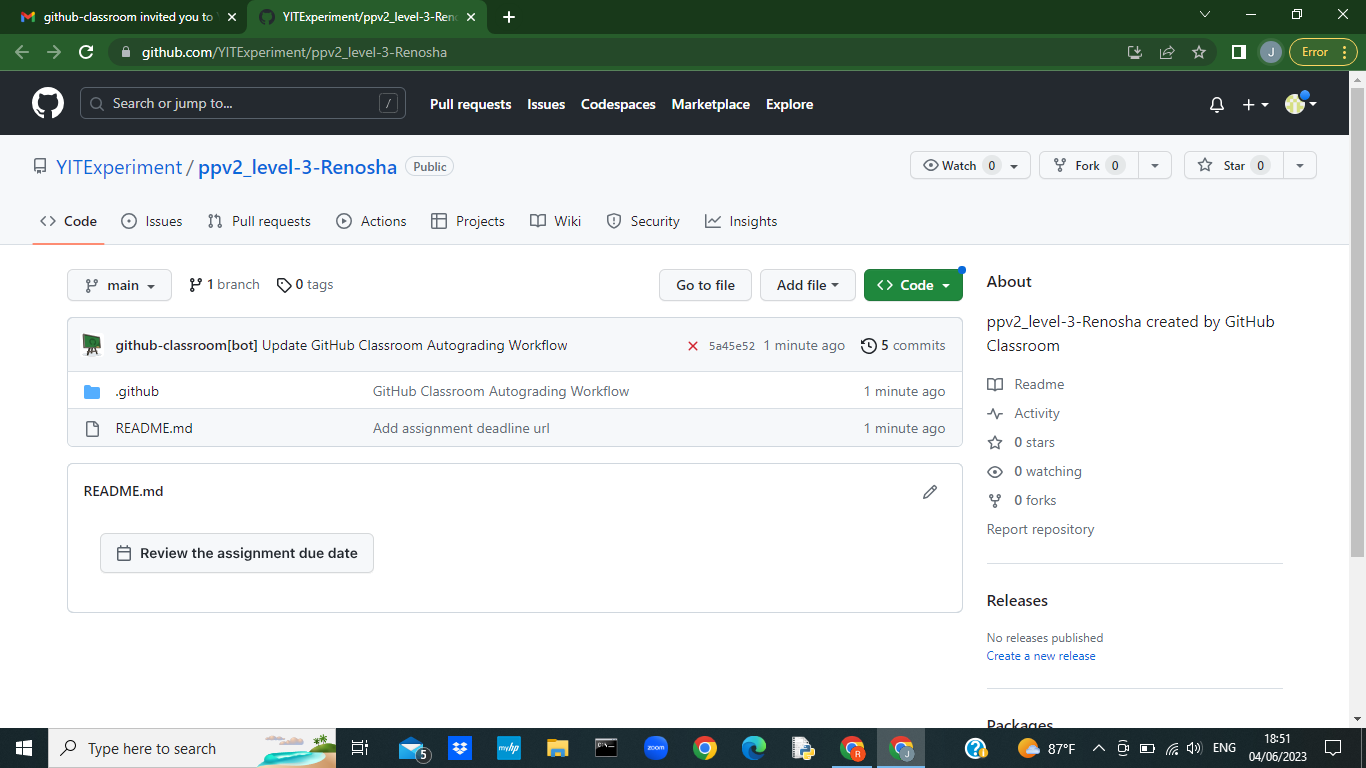 github-classroom invited you to
YITExperiment/ppv2_level-3-Reno
github.com/YITExperiment/ppv2_level-3-Renosha
J
Error
Search or jump to...
/
Pull requests
Issues
Codespaces
Marketplace
Explore
YITExperiment / ppv2_level-3-Renosha
Public
Watch 0
Fork 0
Star 0
Code
Issues
Pull requests
Actions
Projects
Wiki
Security
Insights
main
1 branch
0 tags
Go to file
Add file
Code
github-classroom[bot] Update GitHub Classroom Autograding Workflow
5a45e52 1 minute ago
5 commits
.github
GitHub Classroom Autograding Workflow
1 minute ago
README.md
Add assignment deadline url
1 minute ago
README.md
Review the assignment due date
About
ppv2_level-3-Renosha created by GitHub
Classroom
Readme
Activity
0 stars
0 watching
0 forks
Report repository
Releases
No releases published
Create a new release
Packages
Type here to search
5
myhp
zoom
R
J
87°F
ENG
18:51
04/06/2023